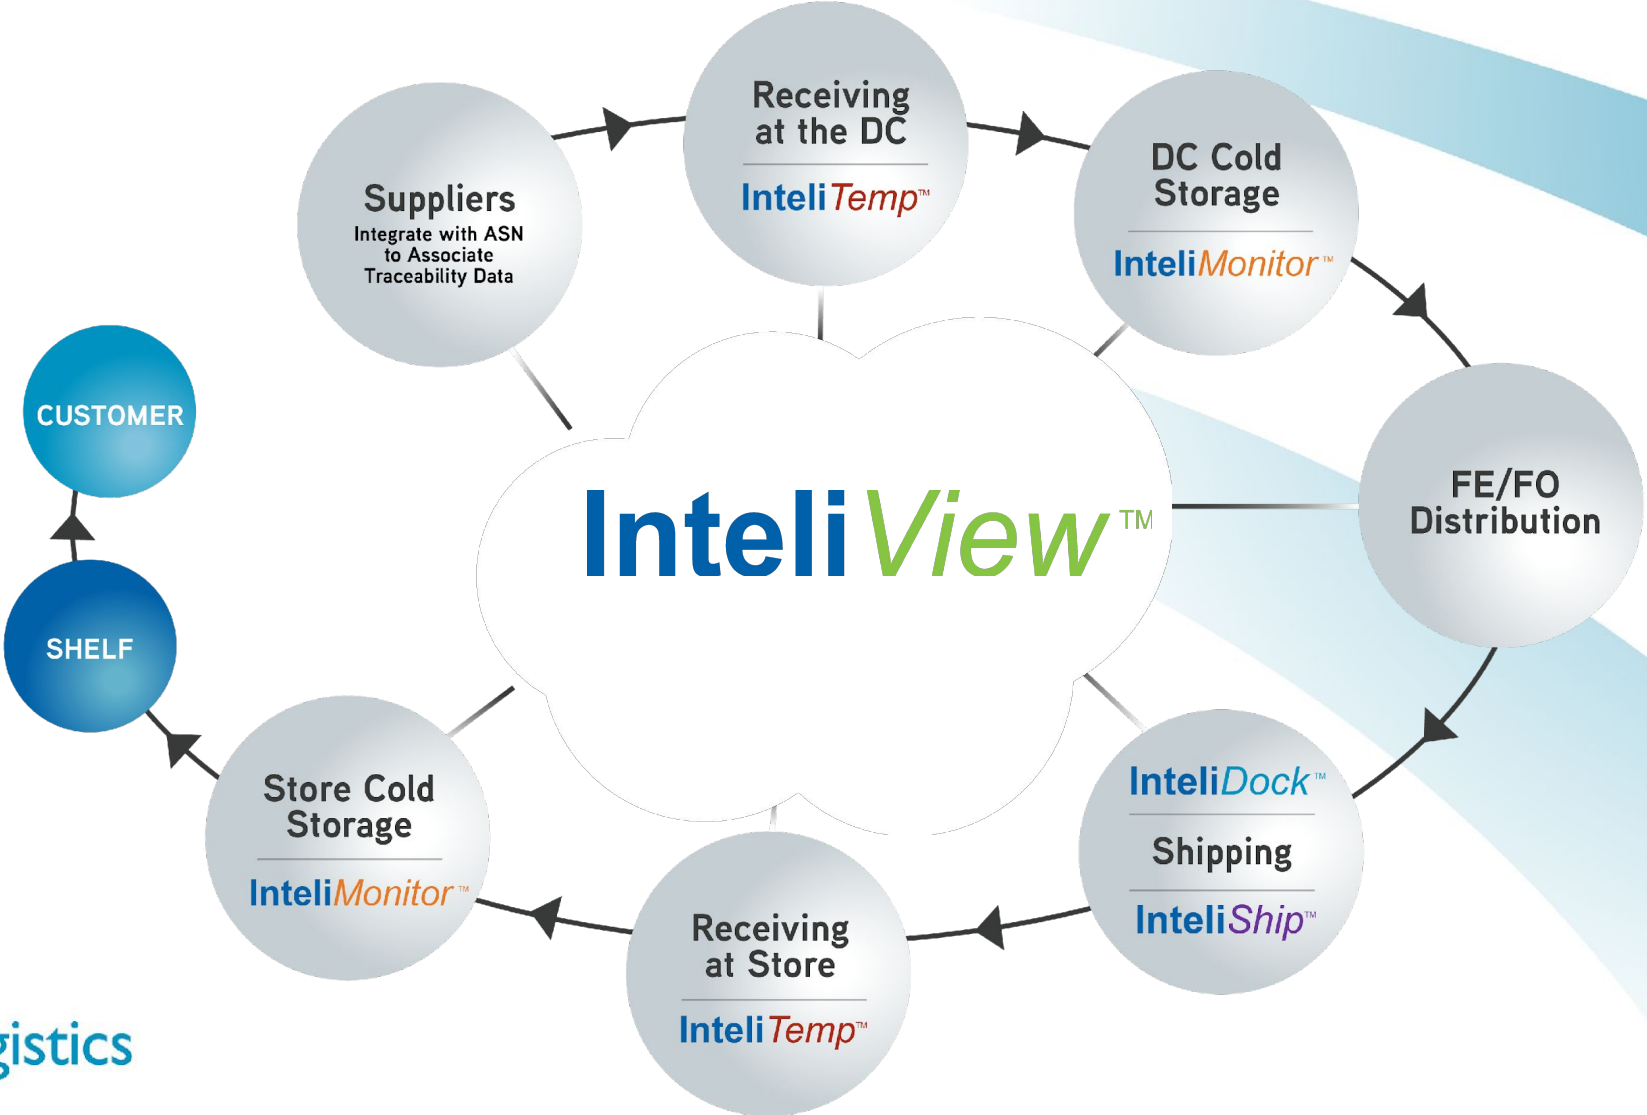 Receiving
at the DC
InteliTemp™
Suppliers
Integrate with ASN
to Associate
Traceability Data
DC Cold
Storage
InteliMonitor™
CUSTOMER
FE/FO
Distribution
InteliView™
SHELF
InteliDock™
Shipping
InteliShip™
Store Cold
Storage
InteliMonitor™
Receiving
at Store
InteliTemp™
gistics